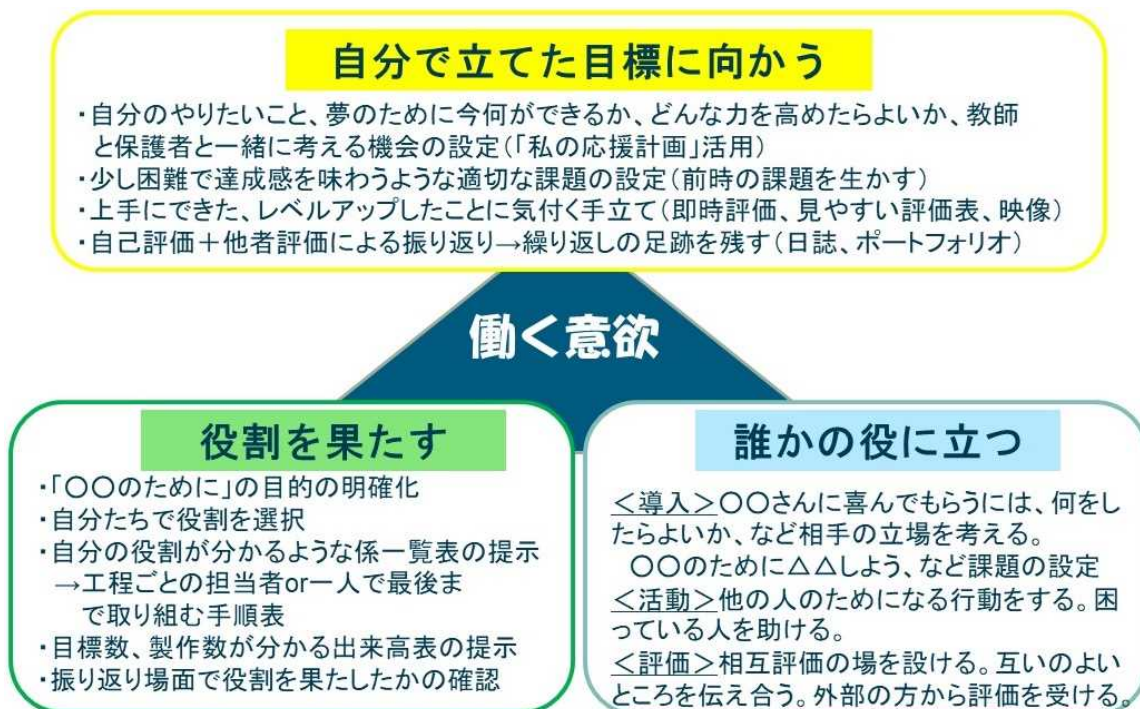 自分で立てた目標に向かう
・自分のやりたいこと、夢のために今何ができるか、どんな力を高めたらよいか、教師
と保護者と一緒に考える機会の設定(「私の応援計画」活用)
・少し困難で達成感を味わうような適切な課題の設定(前時の課題を生かす)
・上手にできた、レベルアップしたことに気付く手立て(即時評価、見やすい評価表、映像)
・自己評価+他者評価による振り返り→繰り返しの足跡を残す(日誌、ポートフォリオ)
働く意欲
役割を果たす
・「〇〇のために」の目的の明確化
・自分たちで役割を選択
・自分の役割が分かるような係一覧表の提示
→工程ごとの担当者or一人で最後ま
で取り組む手順表
・目標数、製作数が分かる出来高表の提示
・振り返り場面で役割を果たしたかの確認
誰かの役に立つ
<導入>〇〇さんに喜んでもらうには、何をし
たらよいか、など相手の立場を考える。
〇〇のために△△しよう、など課題の設定
<活動>他の人のためになる行動をする。困
っている人を助ける。
<評価>相互評価の場を設ける。互いのよい
ところを伝え合う。外部の方から評価を受ける。